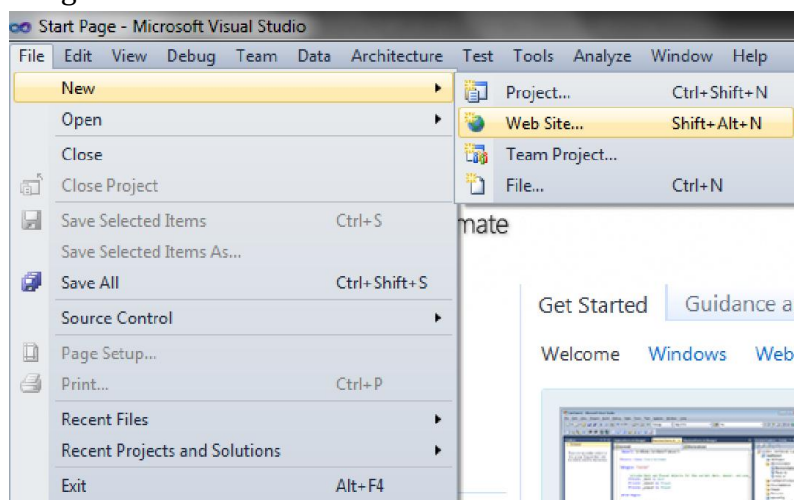 Start Page - Microsoft Visual Studio
File Edit View Debug Team Data Architecture Test Tools Analyze Window Help
New
Project... Ctrl+Shift+N
Open
Web Site... Shift+Alt+N
Close
Team Project...
Close Project
File... Ctrl+N
Save Selected Items Ctrl+S
mate
Save Selected Items As...
Save All Ctrl+Shift+S
Get Started Guidance a
Source Control
Page Setup...
Welcome Windows Web
Print... Ctrl+P
Recent Files
Recent Projects and Solutions
Exit Alt+F4